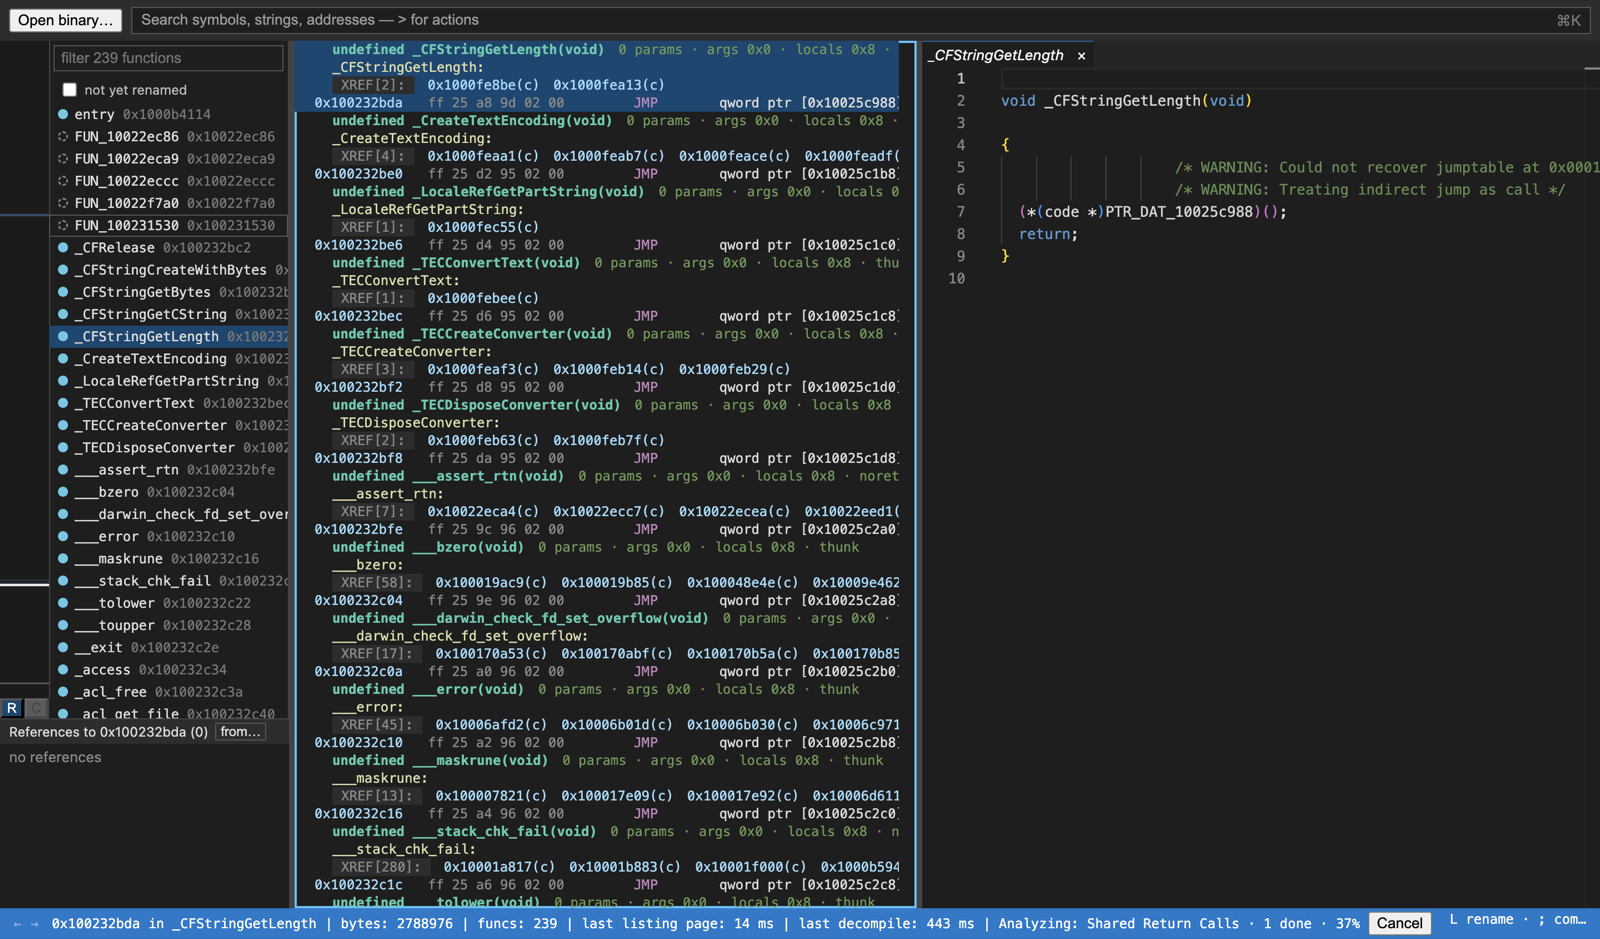 Open binary…
Search symbols, strings, addresses — > for actions
⌘K
filter 239 functions
not yet renamed
entry 0x1000b4114
FUN_10022ec86 0x10022ec86
FUN_10022eca9 0x10022eca9
FUN_10022eccc 0x10022eccc
FUN_10022f7a0 0x10022f7a0
FUN_100231530 0x100231530
_CFRelease 0x100232bc2
_CFStringCreateWithBytes 0x
_CFStringGetBytes 0x100232b
_CFStringGetCString 0x10023
_CFStringGetLength 0x100232
_CreateTextEncoding 0x10023
_LocaleRefGetPartString 0x1
_TECConvertText 0x100232bec
_TECCreateConverter 0x10023
_TECDisposeConverter 0x1002
___assert_rtn 0x100232bfe
___bzero 0x100232c04
___darwin_check_fd_set_over
___error 0x100232c10
___maskrune 0x100232c16
___stack_chk_fail 0x100232c
___tolower 0x100232c22
___toupper 0x100232c28
__exit 0x100232c2e
_access 0x100232c34
_acl_free 0x100232c3a
_acl_get_file 0x100232c40
R C
References to 0x100232bda (0) from…
no references
undefined _CFStringGetLength(void) 0 params · args 0x0 · locals 0x8 ·
_CFStringGetLength:
XREF[2]: 0x1000fe8be(c) 0x1000fea13(c)
0x100232bda ff 25 a8 9d 02 00 JMP qword ptr [0x10025c988]
undefined _CreateTextEncoding(void) 0 params · args 0x0 · locals 0x8 ·
_CreateTextEncoding:
XREF[4]: 0x1000feaa1(c) 0x1000feab7(c) 0x1000feace(c) 0x1000feadf(
0x100232be0 ff 25 d2 95 02 00 JMP qword ptr [0x10025c1b8]
undefined _LocaleRefGetPartString(void) 0 params · args 0x0 · locals 0
_LocaleRefGetPartString:
XREF[1]: 0x1000fec55(c)
0x100232be6 ff 25 d4 95 02 00 JMP qword ptr [0x10025c1c0]
undefined _TECConvertText(void) 0 params · args 0x0 · locals 0x8 · thu
_TECConvertText:
XREF[1]: 0x1000febee(c)
0x100232bec ff 25 d6 95 02 00 JMP qword ptr [0x10025c1c8]
undefined _TECCreateConverter(void) 0 params · args 0x0 · locals 0x8 ·
_TECCreateConverter:
XREF[3]: 0x1000feaf3(c) 0x1000feb14(c) 0x1000feb29(c)
0x100232bf2 ff 25 d8 95 02 00 JMP qword ptr [0x10025c1d0]
undefined _TECDisposeConverter(void) 0 params · args 0x0 · locals 0x8
_TECDisposeConverter:
XREF[2]: 0x1000feb63(c) 0x1000feb7f(c)
0x100232bf8 ff 25 da 95 02 00 JMP qword ptr [0x10025c1d8]
undefined ___assert_rtn(void) 0 params · args 0x0 · locals 0x8 · noret
___assert_rtn:
XREF[7]: 0x10022eca4(c) 0x10022ecc7(c) 0x10022ecea(c) 0x10022eed1(
0x100232bfe ff 25 9c 96 02 00 JMP qword ptr [0x10025c2a0]
undefined ___bzero(void) 0 params · args 0x0 · locals 0x8 · thunk
___bzero:
XREF[58]: 0x100019ac9(c) 0x100019b85(c) 0x100048e4e(c) 0x10009e462
0x100232c04 ff 25 9e 96 02 00 JMP qword ptr [0x10025c2a8]
undefined ___darwin_check_fd_set_overflow(void) 0 params · args 0x0 ·
___darwin_check_fd_set_overflow:
XREF[17]: 0x100170a53(c) 0x100170abf(c) 0x100170b5a(c) 0x100170b85
0x100232c0a ff 25 a0 96 02 00 JMP qword ptr [0x10025c2b0]
undefined ___error(void) 0 params · args 0x0 · locals 0x8 · thunk
___error:
XREF[45]: 0x10006afd2(c) 0x10006b01d(c) 0x10006b030(c) 0x10006c971
0x100232c10 ff 25 a2 96 02 00 JMP qword ptr [0x10025c2b8]
undefined ___maskrune(void) 0 params · args 0x0 · locals 0x8 · thunk
___maskrune:
XREF[13]: 0x100007821(c) 0x100017e09(c) 0x100017e92(c) 0x10006d611
0x100232c16 ff 25 a4 96 02 00 JMP qword ptr [0x10025c2c0]
undefined ___stack_chk_fail(void) 0 params · args 0x0 · locals 0x8 · n
___stack_chk_fail:
XREF[280]: 0x10001a817(c) 0x10001b883(c) 0x10001f000(c) 0x1000b594
0x100232c1c ff 25 a6 96 02 00 JMP qword ptr [0x10025c2c8]
undefined ___tolower(void) 0 params · args 0x0 · locals 0x8 · thunk
_CFStringGetLength ×
1
2 void _CFStringGetLength(void)
3
4 {
5 /* WARNING: Could not recover jumptable at 0x0001
6 /* WARNING: Treating indirect jump as call */
7 (*(code *)PTR_DAT_10025c988)();
8 return;
9 }
10
← → 0x100232bda in _CFStringGetLength | bytes: 2788976 | funcs: 239 | last listing page: 14 ms | last decompile: 443 ms | Analyzing: Shared Return Calls · 1 done · 37% Cancel L rename · ; com…